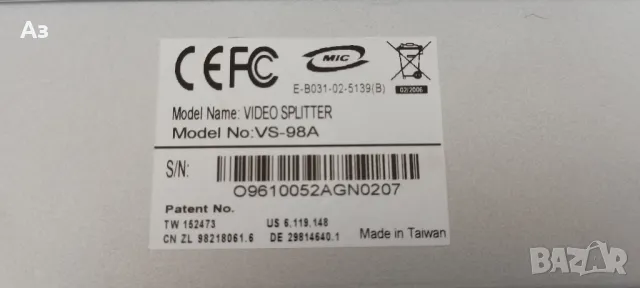 Аз
CE FC MIC
E-B031-02-5139(B)
02/2006
Model Name: VIDEO SPLITTER
Model No:VS-98A
S/N:
O9610052AGN0207
Patent No.
TW 152473 US 6,119,148
CN ZL 98218061.6 DE 29814640.1 Made in Taiwan
BAZAR